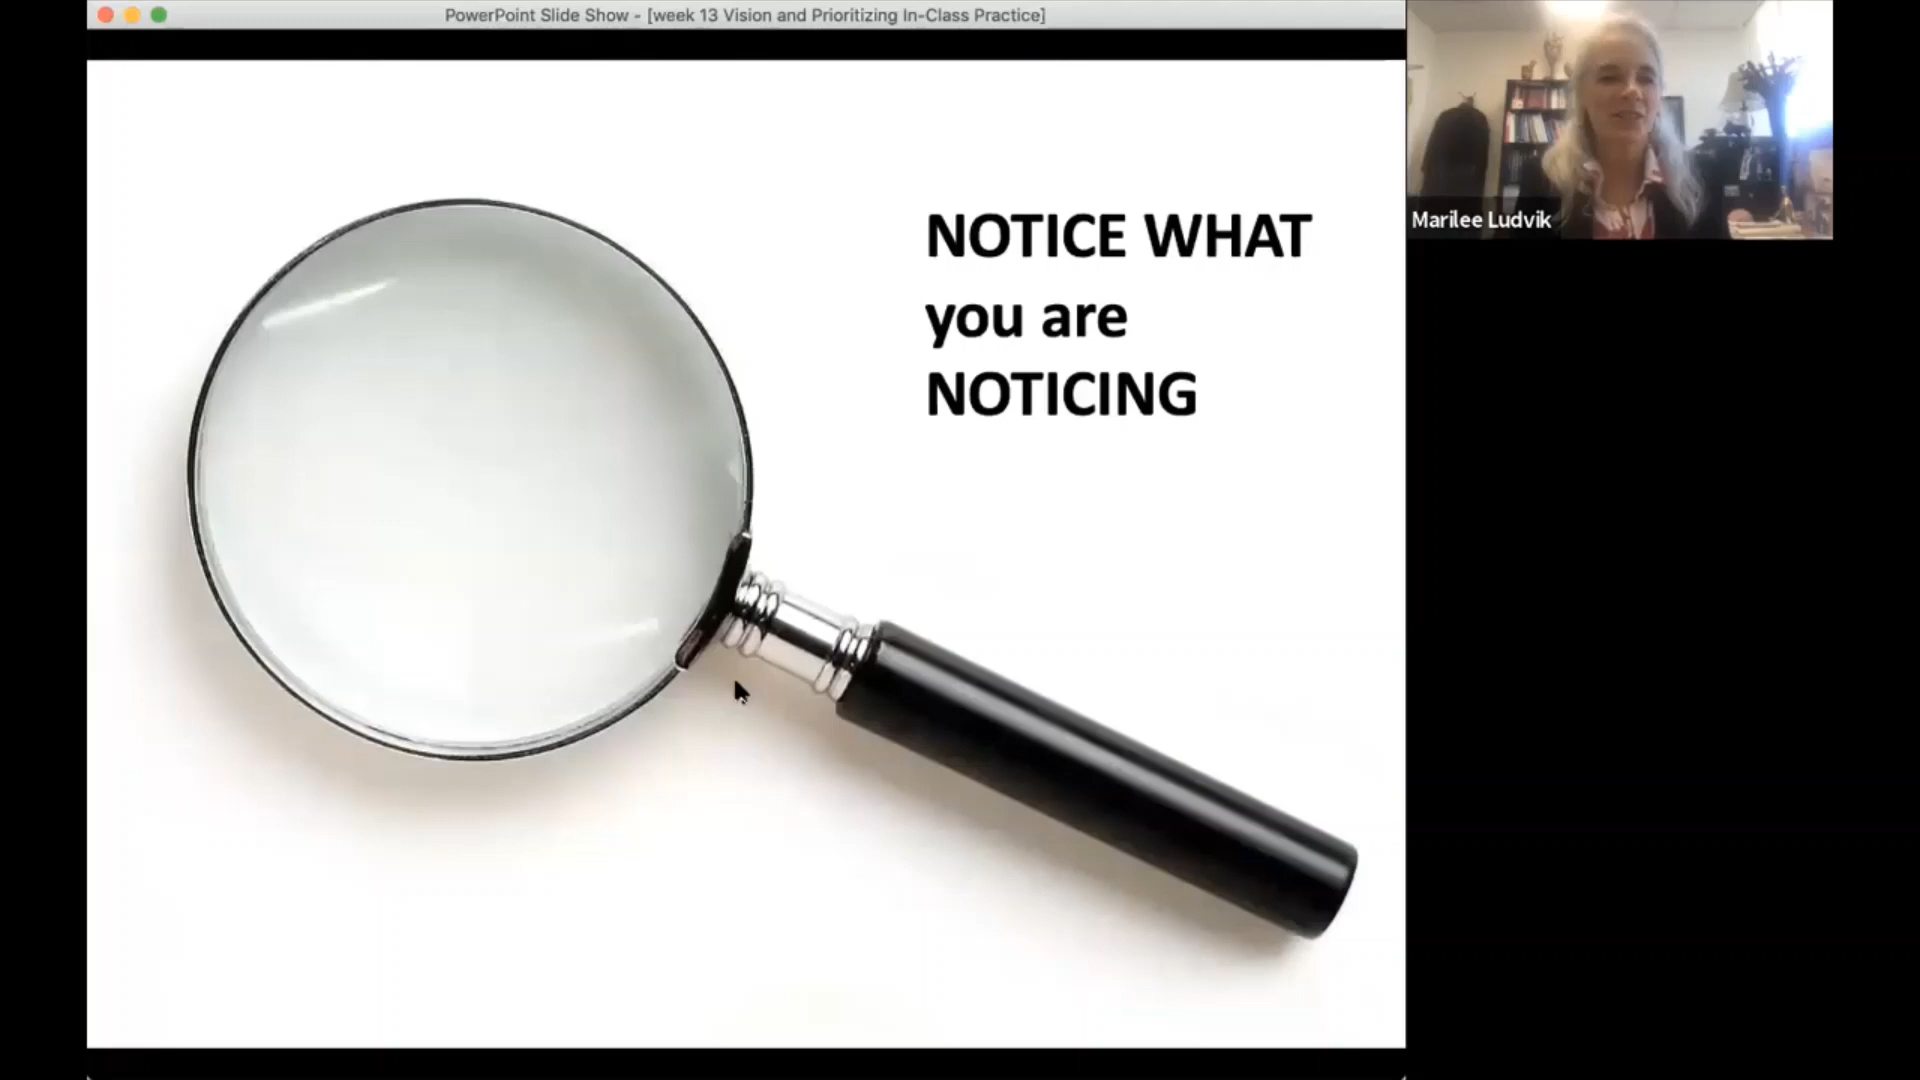 PowerPoint Slide Show - [week 13 Vision and Prioritizing In-Class Practice]
NOTICE WHAT
you are
NOTICING
Marilee Ludvik